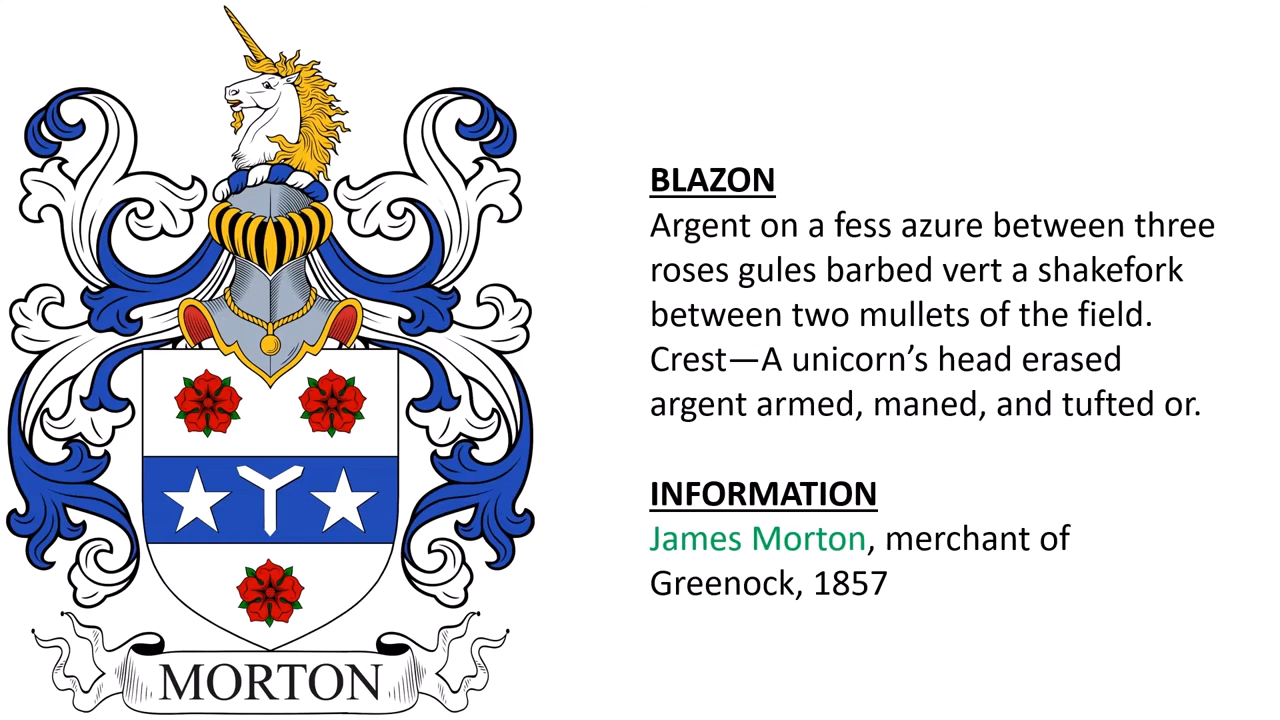 BLAZON
Argent on a fess azure between three
roses gules barbed vert a shakefork
between two mullets of the field.
Crest—A unicorn’s head erased
argent armed, maned, and tufted or.
INFORMATION
James Morton, merchant of
Greenock, 1857
MORTON